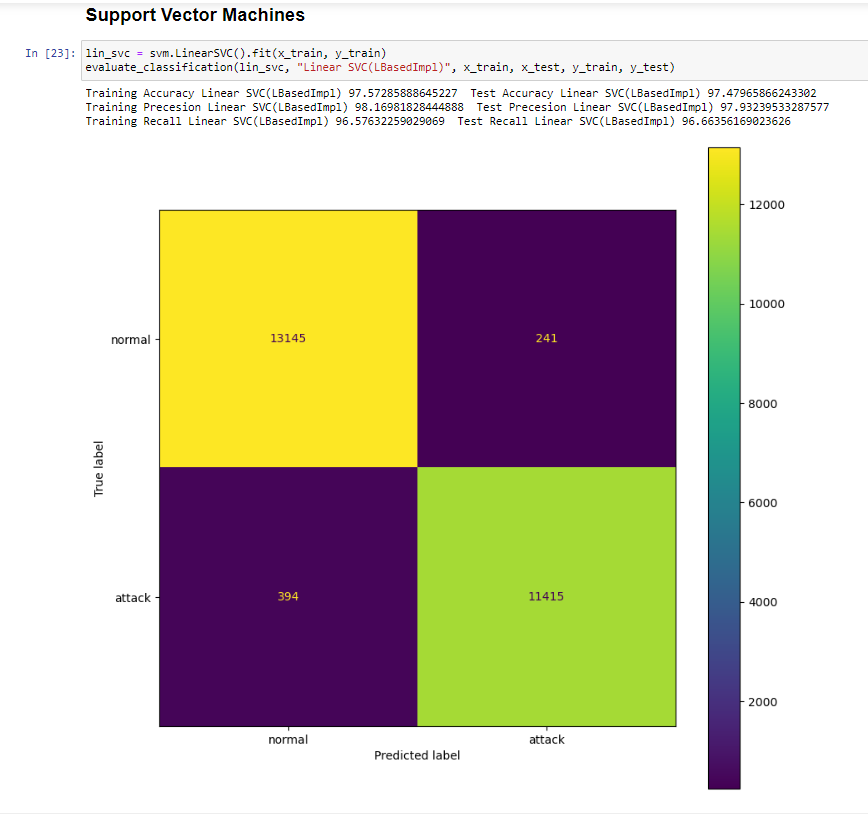 Support Vector Machines
In [23]: lin_svc = svm.LinearSVC().fit(x_train, y_train)
evaluate_classification(lin_svc, "Linear SVC(LBasedImpl)", x_train, x_test, y_train, y_test)
Training Accuracy Linear SVC(LBasedImpl) 97.57285888645227  Test Accuracy Linear SVC(LBasedImpl) 97.47965866243302
Training Precesion Linear SVC(LBasedImpl) 98.16981828444888  Test Precesion Linear SVC(LBasedImpl) 97.93239533287577
Training Recall Linear SVC(LBasedImpl) 96.57632259029069  Test Recall Linear SVC(LBasedImpl) 96.66356169023626
12000
10000
normal
13145
241
8000
True label
6000
attack
394
11415
4000
2000
normal
attack
Predicted label